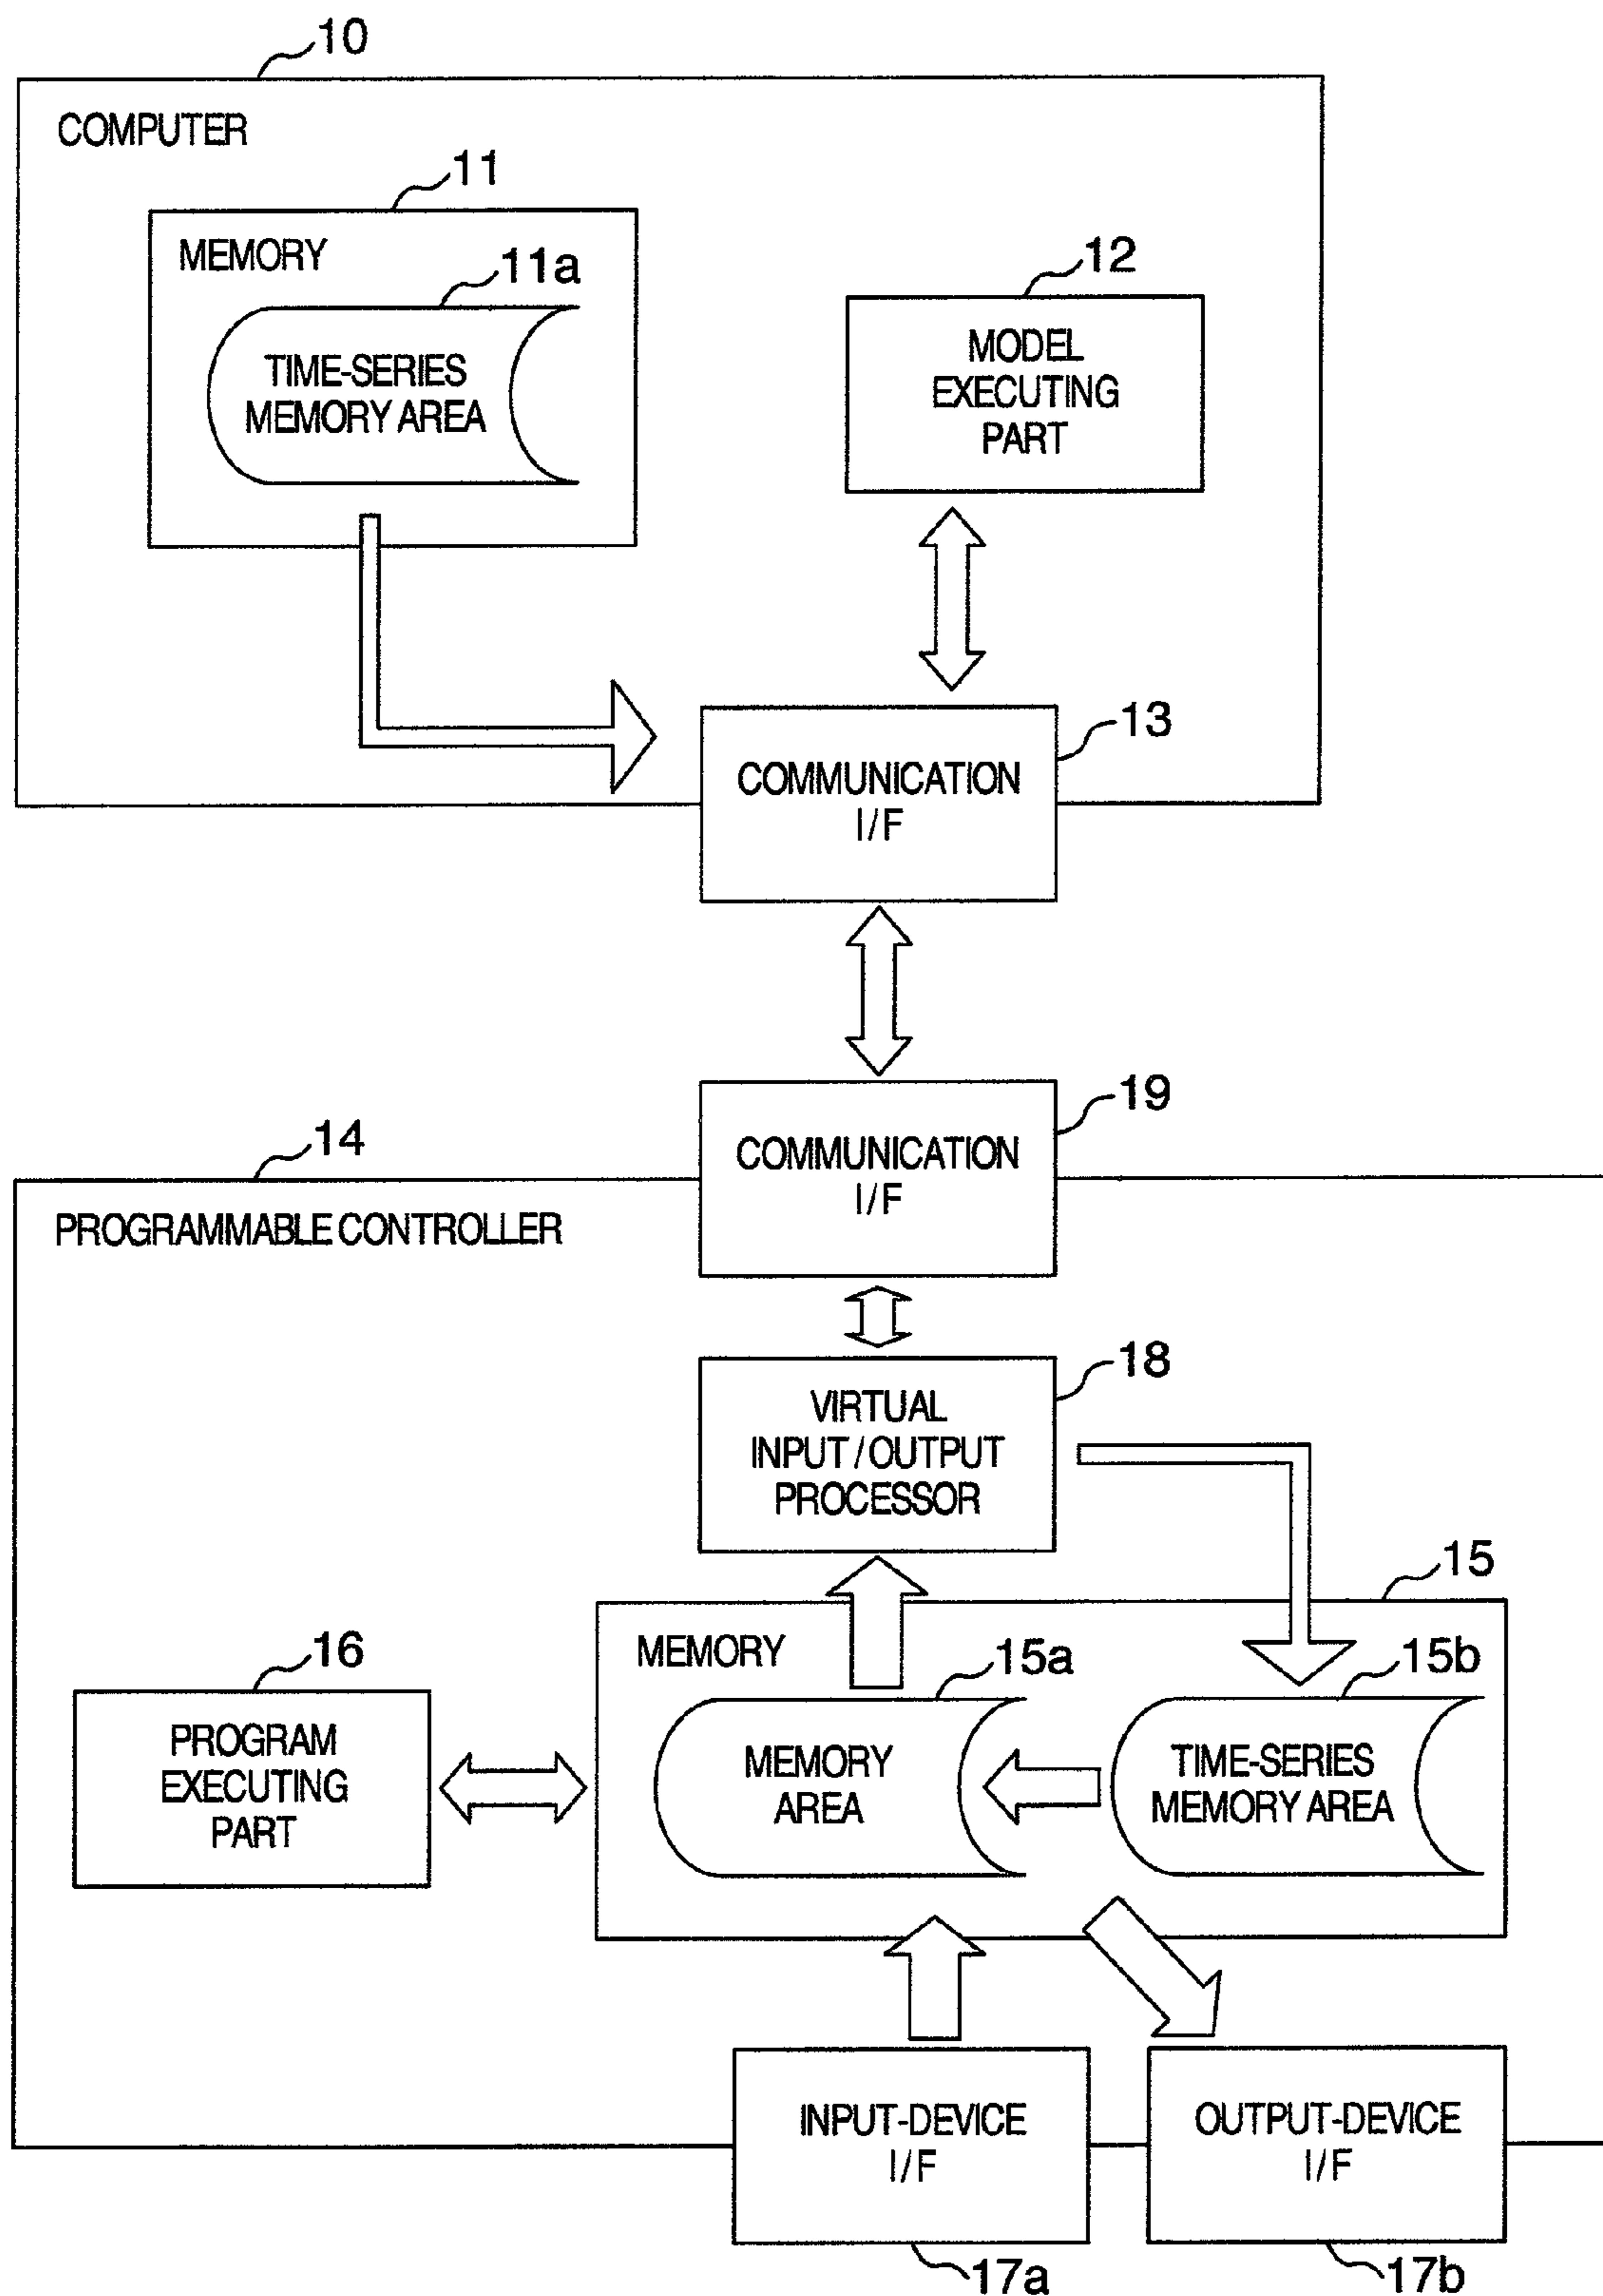 10
COMPUTER
11
MEMORY
11a
TIME-SERIES
MEMORY AREA
12
MODEL
EXECUTING
PART
13
COMMUNICATION
I/F
19
COMMUNICATION
I/F
14
PROGRAMMABLE CONTROLLER
18
VIRTUAL
INPUT/OUTPUT
PROCESSOR
15
MEMORY
15a
MEMORY
AREA
15b
TIME-SERIES
MEMORY AREA
16
PROGRAM
EXECUTING
PART
INPUT-DEVICE
I/F
17a
OUTPUT-DEVICE
I/F
17b